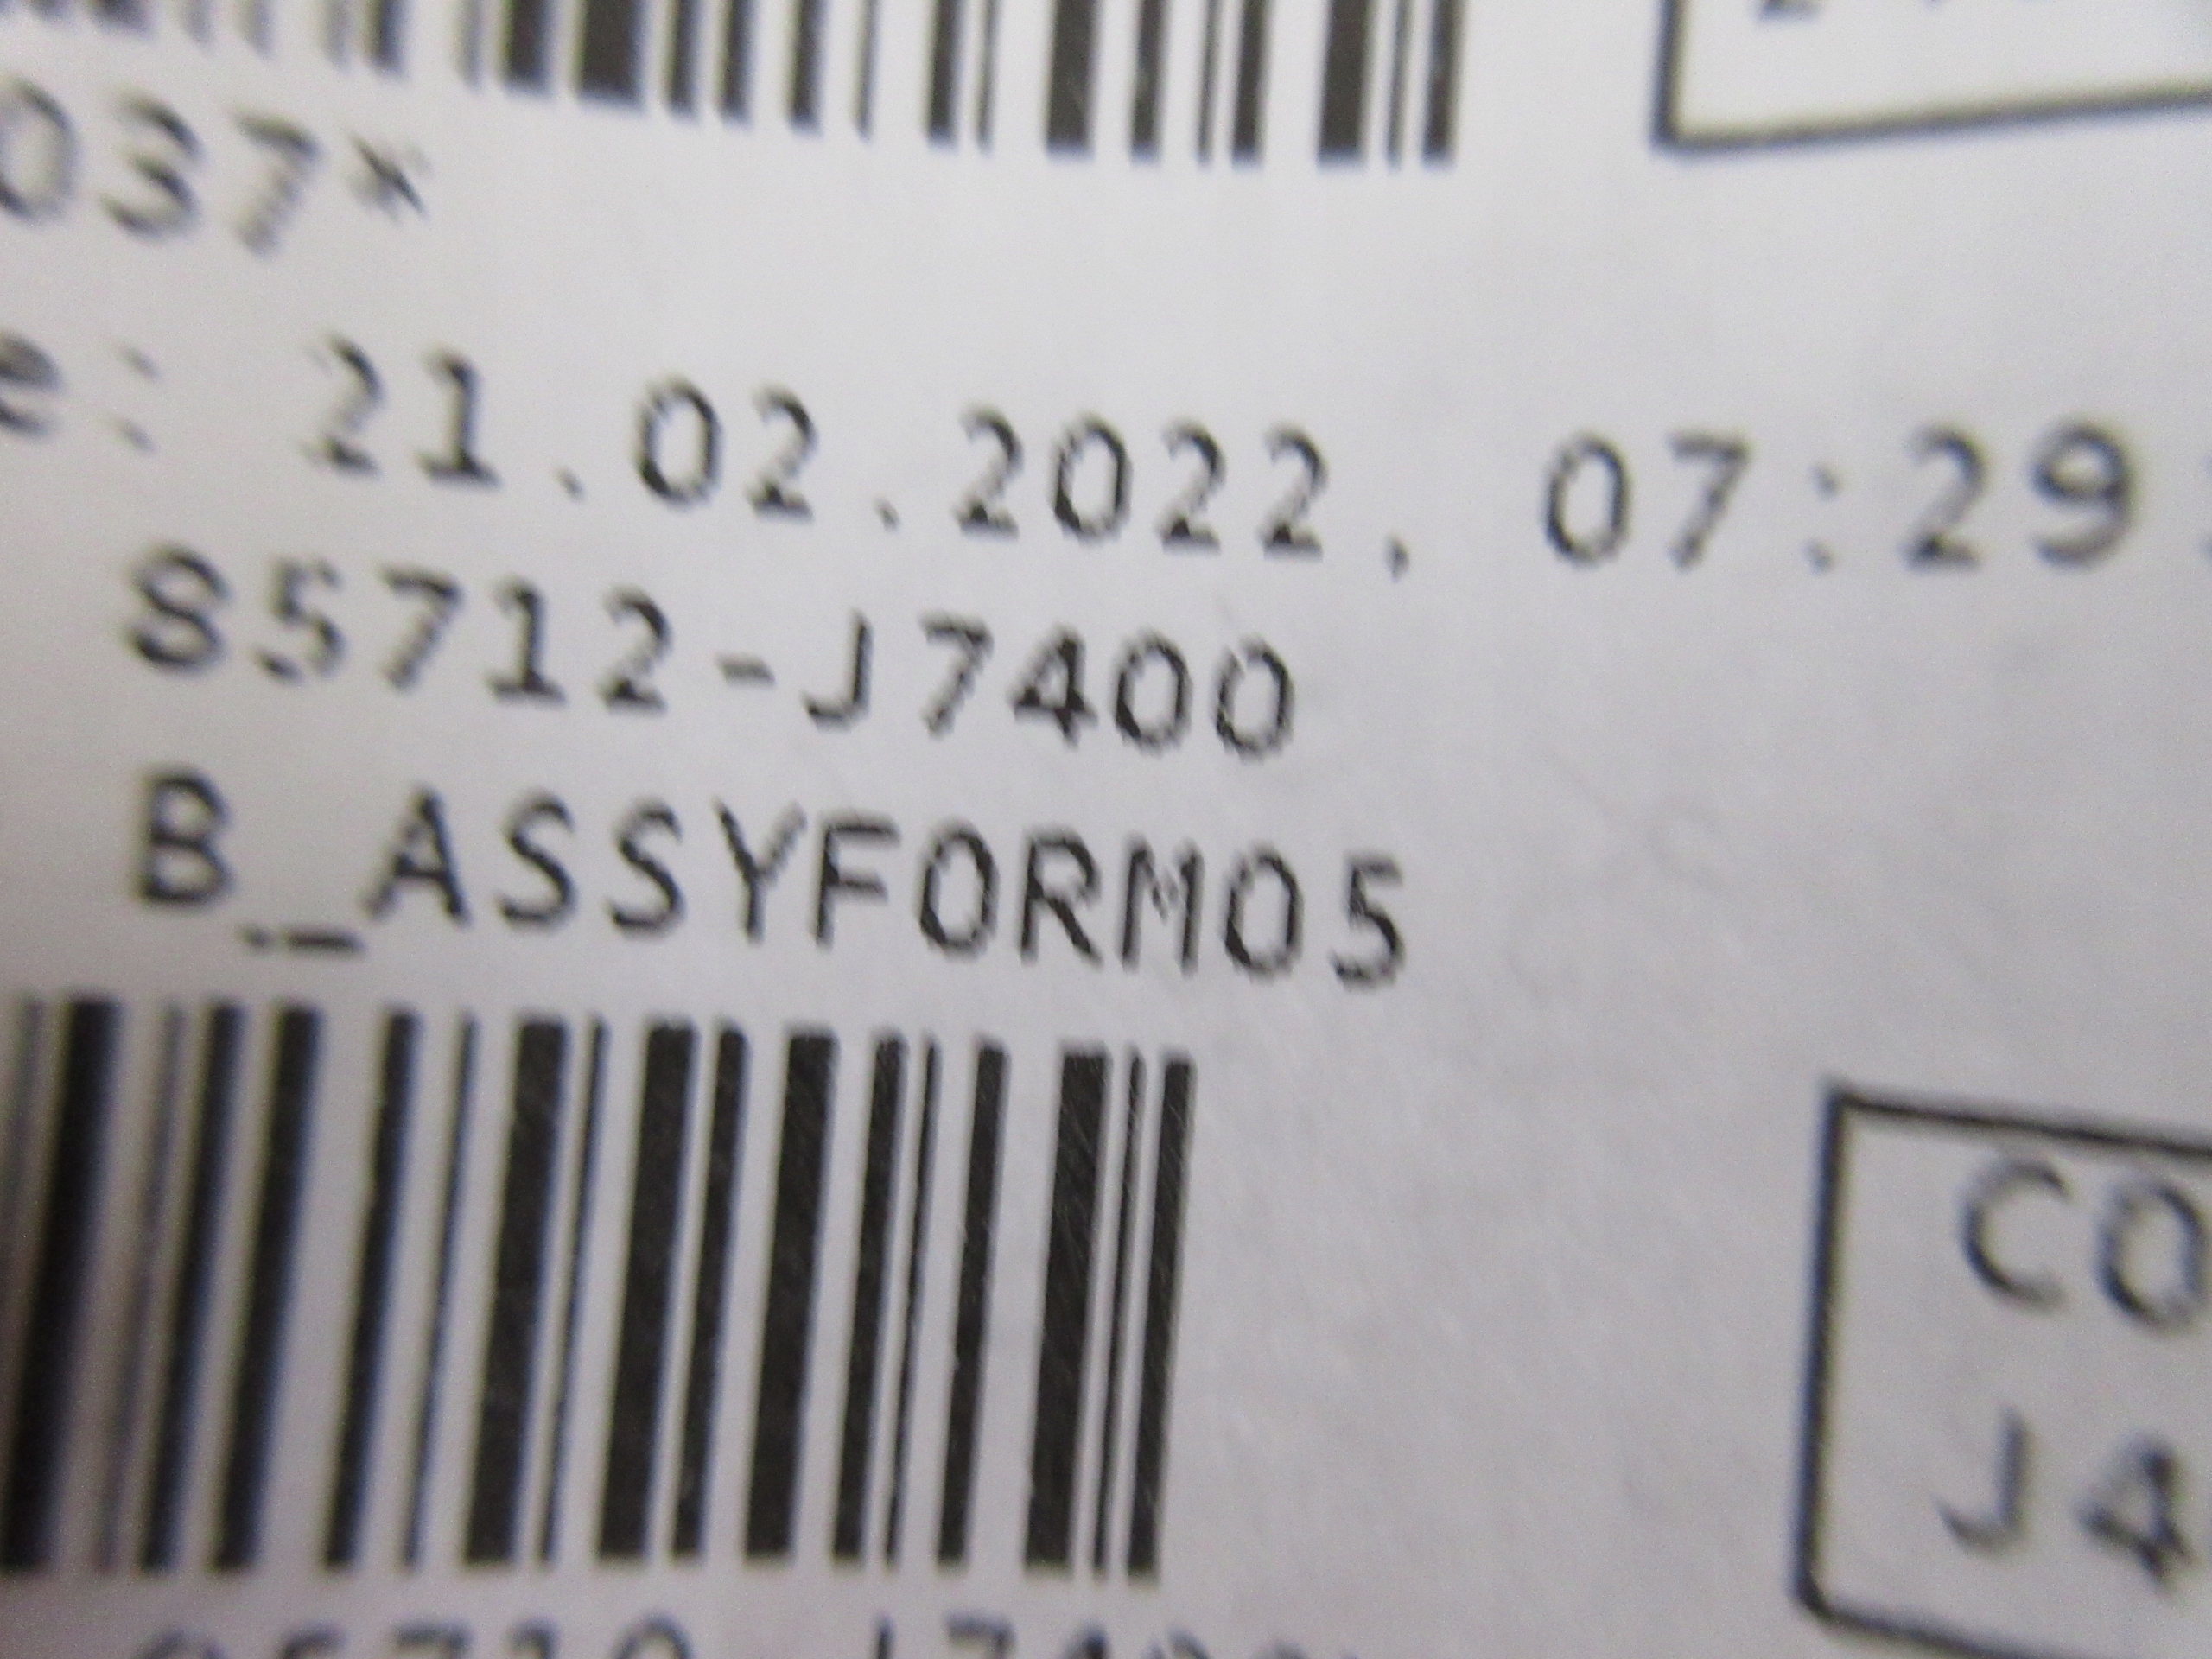 037*
e: 21.02.2022, 07:29
85712-J7400
B_ASSYFORM05
CO
J4